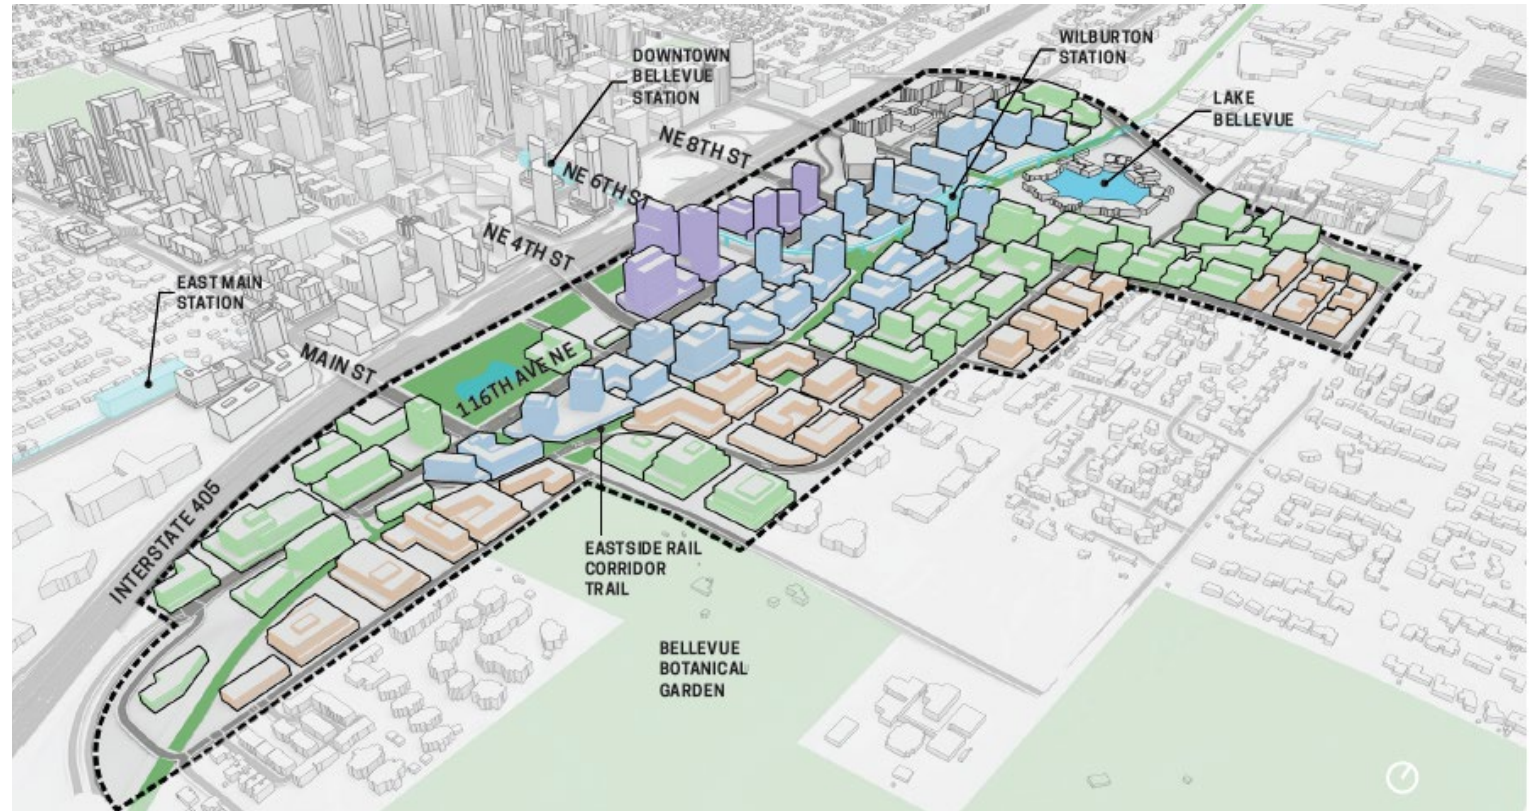 DOWNTOWN
BELLEVUE
STATION
WILBURTON
STATION
LAKE
BELLEVUE
NE 8TH ST
NE 6TH ST
NE 4TH ST
EAST MAIN
STATION
MAIN ST
116TH AVE NE
INTERSTATE 405
EASTSIDE RAIL
CORRIDOR
TRAIL
BELLEVUE
BOTANICAL
GARDEN